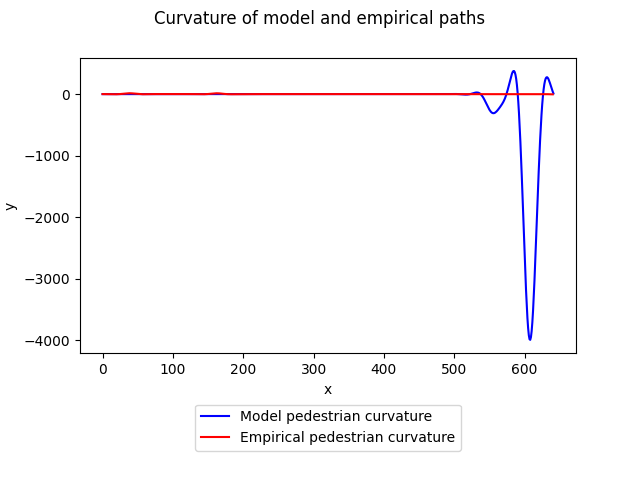 Curvature of model and empirical paths
y
0
−1000
−2000
−3000
−4000
0 100 200 300 400 500 600
x
Model pedestrian curvature
Empirical pedestrian curvature